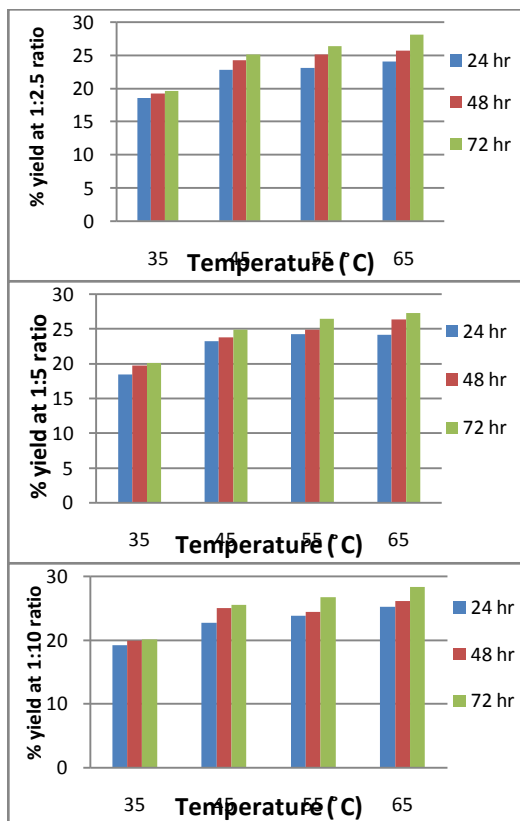 % yield at 1:2.5 ratio
30
25
20
15
10
5
0
35 45 55 65
Temperature (°C)
24 hr
48 hr
72 hr
% yield at 1:5 ratio
30
25
20
15
10
5
0
35 45 55 65
Temperature (°C)
24 hr
48 hr
72 hr
% yield at 1:10 ratio
30
20
10
0
35 45 55 65
Temperature (°C)
24 hr
48 hr
72 hr